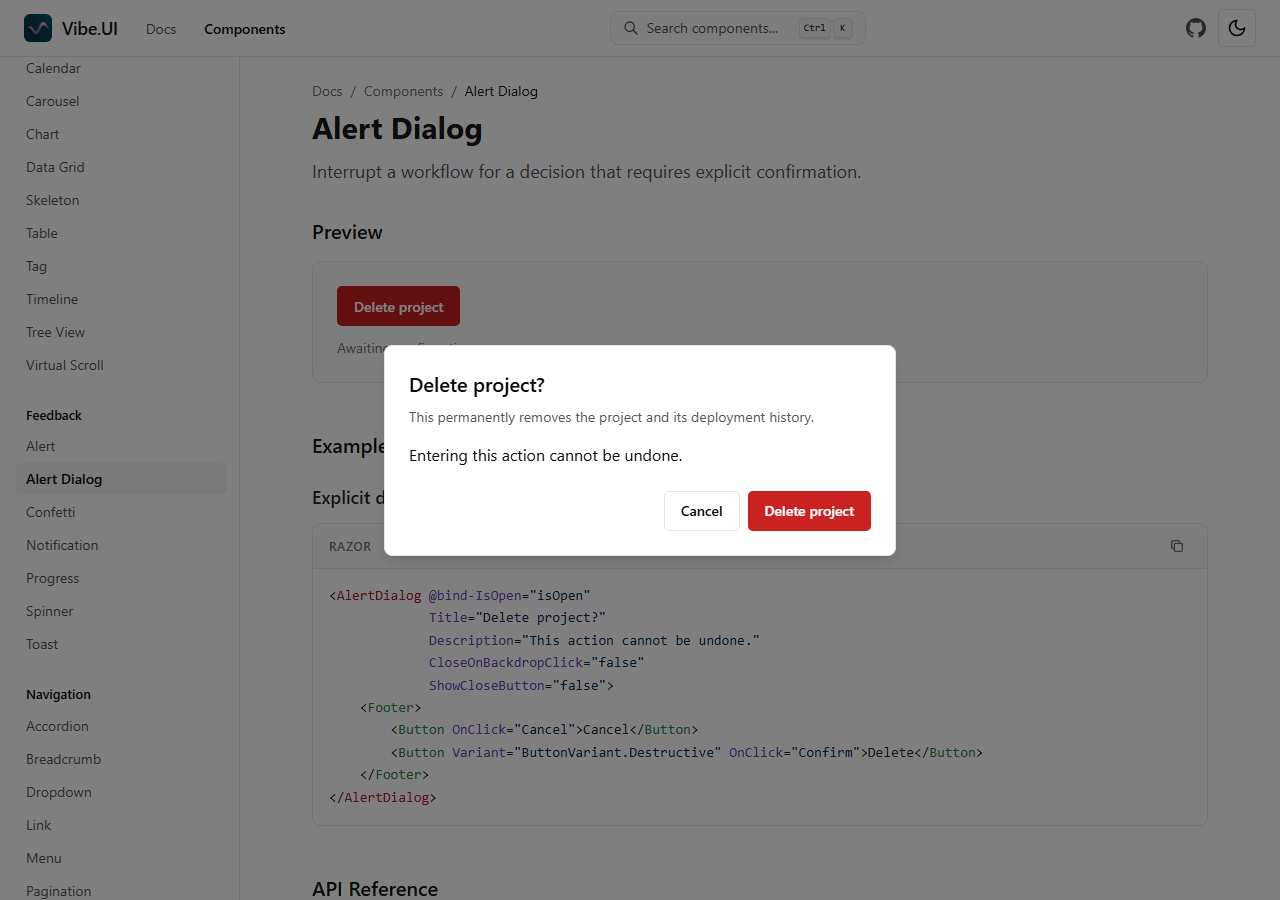 Vibe.UI
Docs
Components
Search components...
Ctrl
K
Calendar
Carousel
Chart
Data Grid
Skeleton
Table
Tag
Timeline
Tree View
Virtual Scroll
Feedback
Alert
Alert Dialog
Confetti
Notification
Progress
Spinner
Toast
Navigation
Accordion
Breadcrumb
Dropdown
Link
Menu
Pagination
Docs / Components / Alert Dialog
Alert Dialog
Interrupt a workflow for a decision that requires explicit confirmation.
Preview
Delete project
Delete project?
This permanently removes the project and its deployment history.
Entering this action cannot be undone.
Cancel
Delete project
Explicit
RAZOR
<AlertDialog @bind-IsOpen="isOpen"
Title="Delete project?"
Description="This action cannot be undone."
CloseOnBackdropClick="false"
ShowCloseButton="false">
<Footer>
<Button OnClick="Cancel">Cancel</Button>
<Button Variant="ButtonVariant.Destructive" OnClick="Confirm">Delete</Button>
</Footer>
</AlertDialog>
API Reference